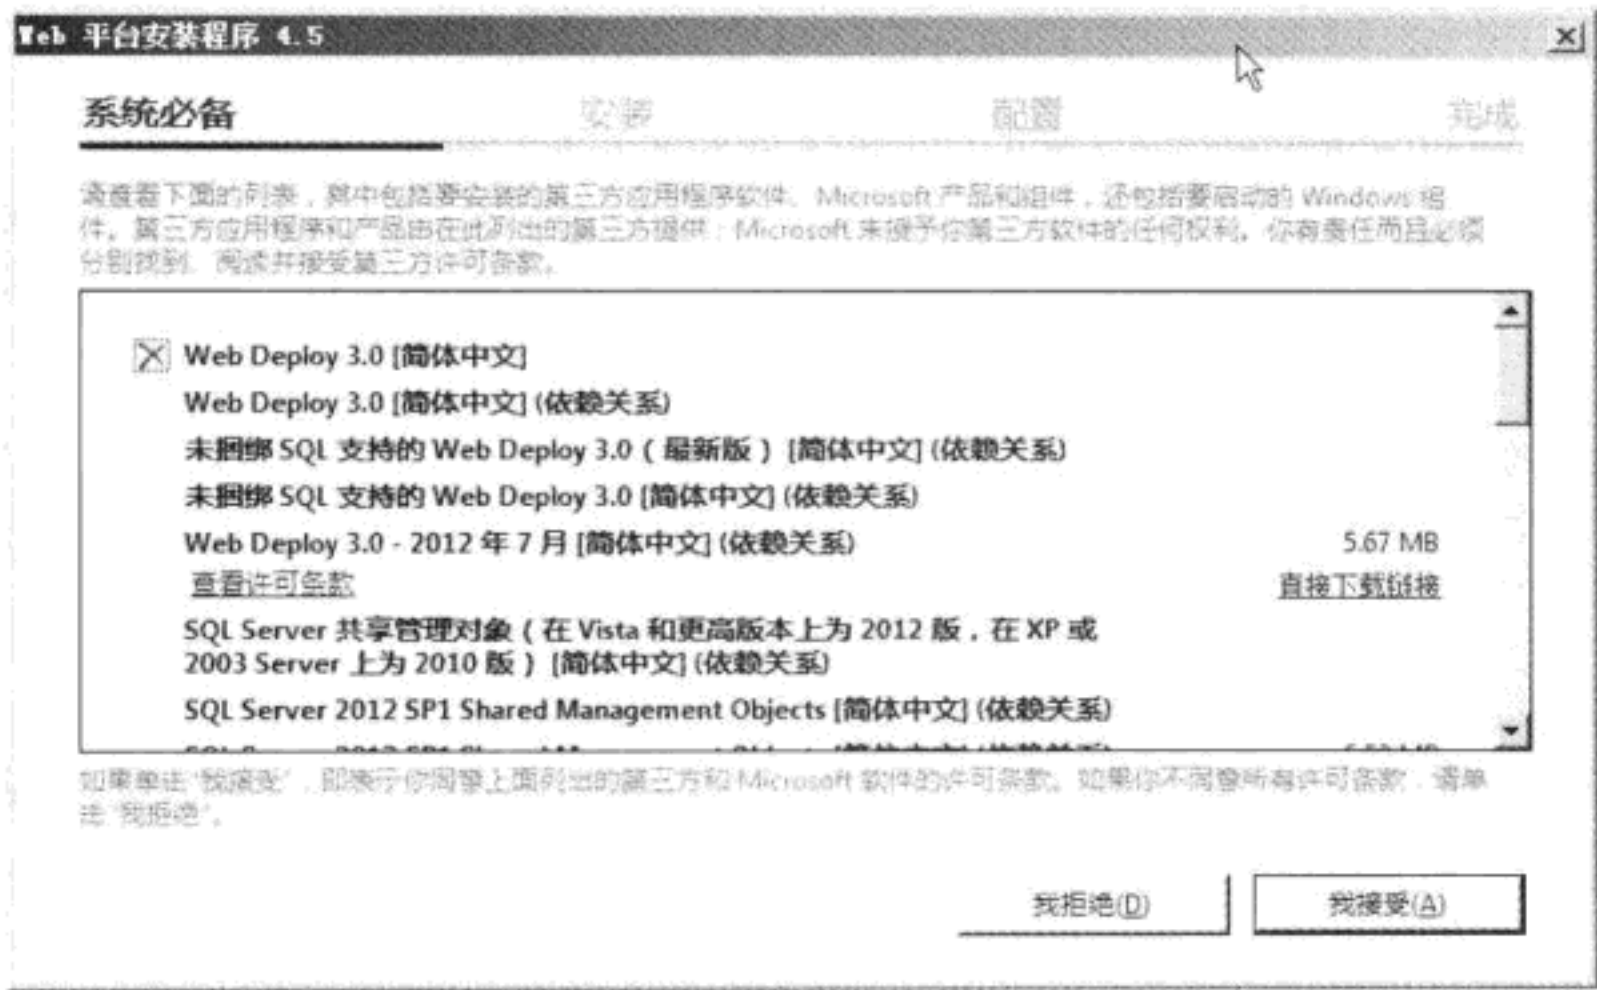 Web 平台安装程序 4.5
系统必备 安装 配置 完成
请查看下面的列表，其中包括要安装的第三方应用程序软件、Microsoft 产品和组件，还包括要启动的 Windows 组
件。第三方应用程序和产品由在此列出的第三方提供；Microsoft 未授予你第三方软件的任何权利。你有责任而且必须
分别找到、阅读并接受第三方许可条款。
Web Deploy 3.0 [简体中文]
Web Deploy 3.0 [简体中文] (依赖关系)
未捆绑 SQL 支持的 Web Deploy 3.0（最新版）[简体中文] (依赖关系)
未捆绑 SQL 支持的 Web Deploy 3.0 [简体中文] (依赖关系)
Web Deploy 3.0 - 2012 年 7 月 [简体中文] (依赖关系) 5.67 MB
查看许可条款 直接下载链接
SQL Server 共享管理对象（在 Vista 和更高版本上为 2012 版，在 XP 或
2003 Server 上为 2010 版）[简体中文] (依赖关系)
SQL Server 2012 SP1 Shared Management Objects [简体中文] (依赖关系)
如果单击“我接受”，即表示你同意上面列出的第三方和 Microsoft 软件的许可条款。如果你不同意所有许可条款，请单
击“我拒绝”。
我拒绝(D) 我接受(A)